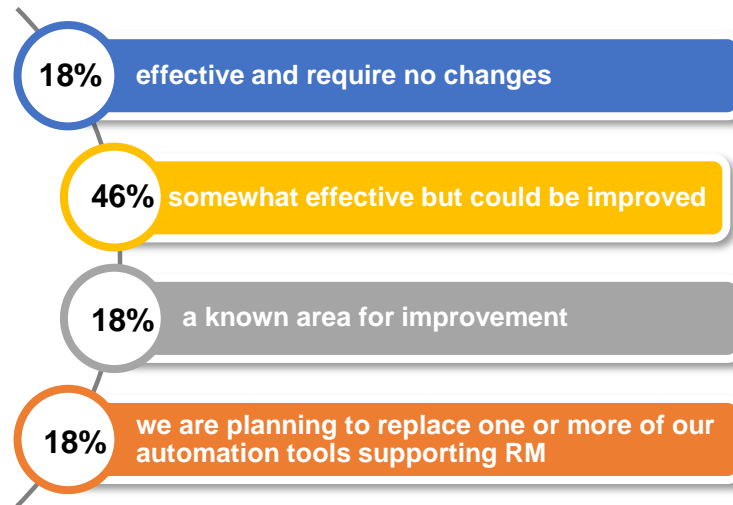 18% effective and require no changes
46% somewhat effective but could be improved
18% a known area for improvement
18% we are planning to replace one or more of our
automation tools supporting RM